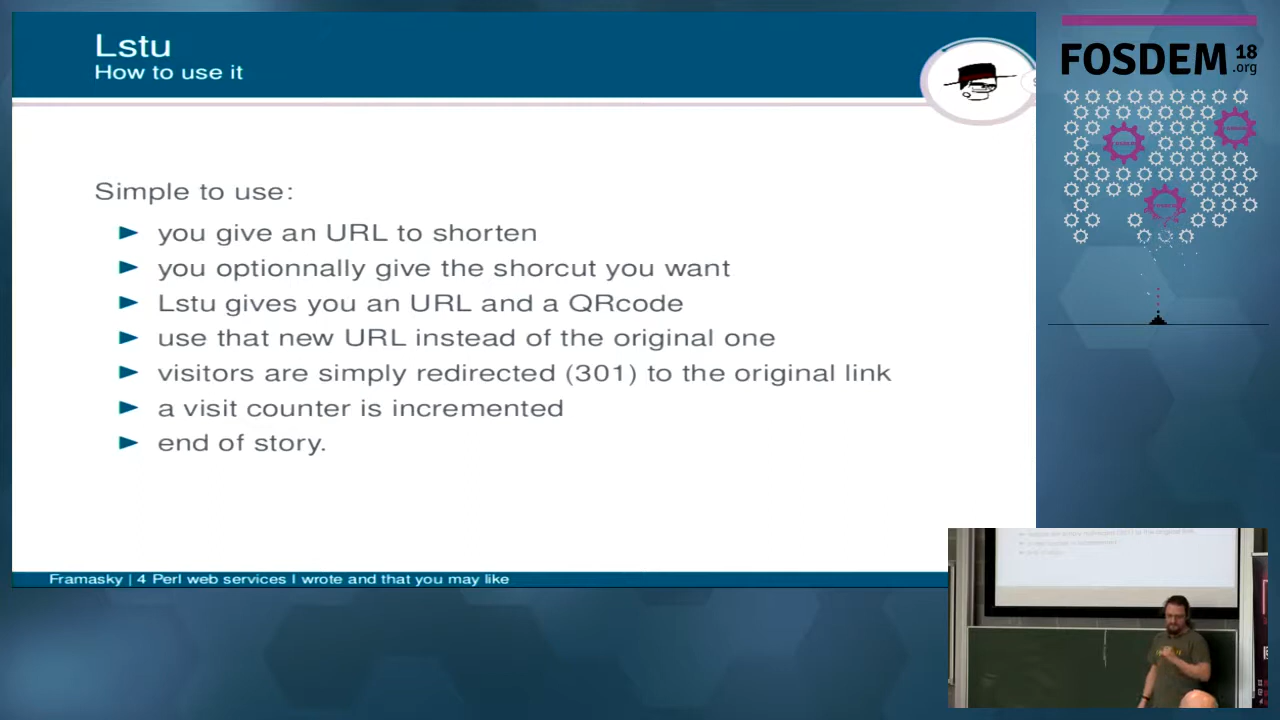 Lstu
How to use it
FOSDEM 18
.org
Simple to use:
you give an URL to shorten
you optionnally give the shorcut you want
Lstu gives you an URL and a QRcode
use that new URL instead of the original one
visitors are simply redirected (301) to the original link
a visit counter is incremented
end of story.
Framasky | 4 Perl web services I wrote and that you may like